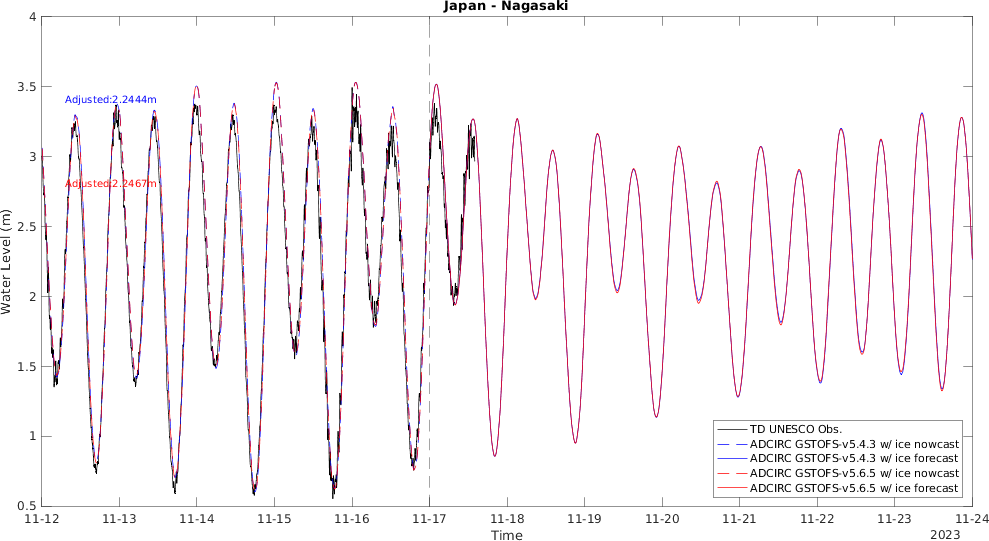 Japan - Nagasaki
4
3.5
3
2.5
2
1.5
1
0.5
Water Level (m)
Adjusted:2.2444m
Adjusted:2.2467m
TD UNESCO Obs.
ADCIRC GSTOFS-v5.4.3 w/ ice nowcast
ADCIRC GSTOFS-v5.4.3 w/ ice forecast
ADCIRC GSTOFS-v5.6.5 w/ ice nowcast
ADCIRC GSTOFS-v5.6.5 w/ ice forecast
11-12 11-13 11-14 11-15 11-16 11-17 11-18 11-19 11-20 11-21 11-22 11-23 11-24
Time
2023